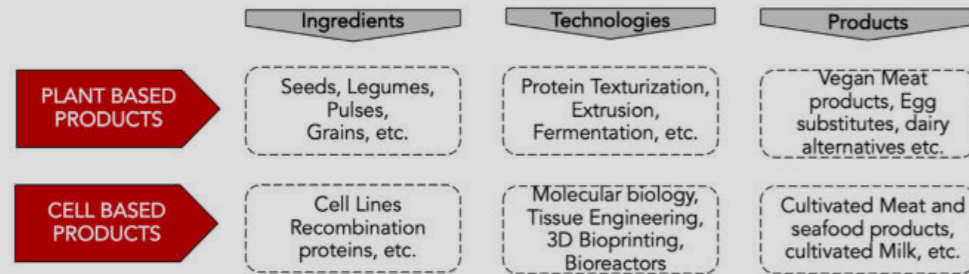 Ingredients
Technologies
Products
PLANT BASED
PRODUCTS
Seeds, Legumes,
Pulses,
Grains, etc.
Protein Texturization,
Extrusion,
Fermentation, etc.
Vegan Meat
products, Egg
substitutes, dairy
alternatives etc.
CELL BASED
PRODUCTS
Cell Lines
Recombination
proteins, etc.
Molecular biology,
Tissue Engineering,
3D Bioprinting,
Bioreactors
Cultivated Meat and
seafood products,
cultivated Milk, etc.